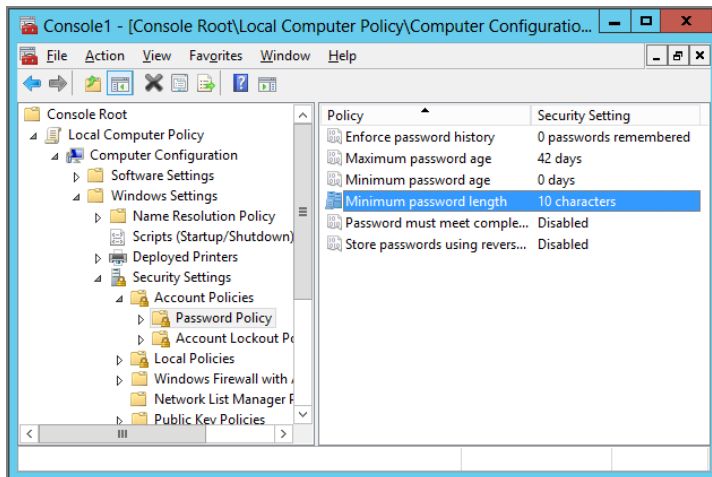 Console1 - [Console Root\Local Computer Policy\Computer Configuratio...
File Action View Favorites Window Help
Console Root
Local Computer Policy
Computer Configuration
Software Settings
Windows Settings
Name Resolution Policy
Scripts (Startup/Shutdown)
Deployed Printers
Security Settings
Account Policies
Password Policy
Account Lockout Po
Local Policies
Windows Firewall with
Network List Manager P
Public Key Policies
Policy Security Setting
Enforce password history 0 passwords remembered
Maximum password age 42 days
Minimum password age 0 days
Minimum password length 10 characters
Password must meet comple... Disabled
Store passwords using revers... Disabled